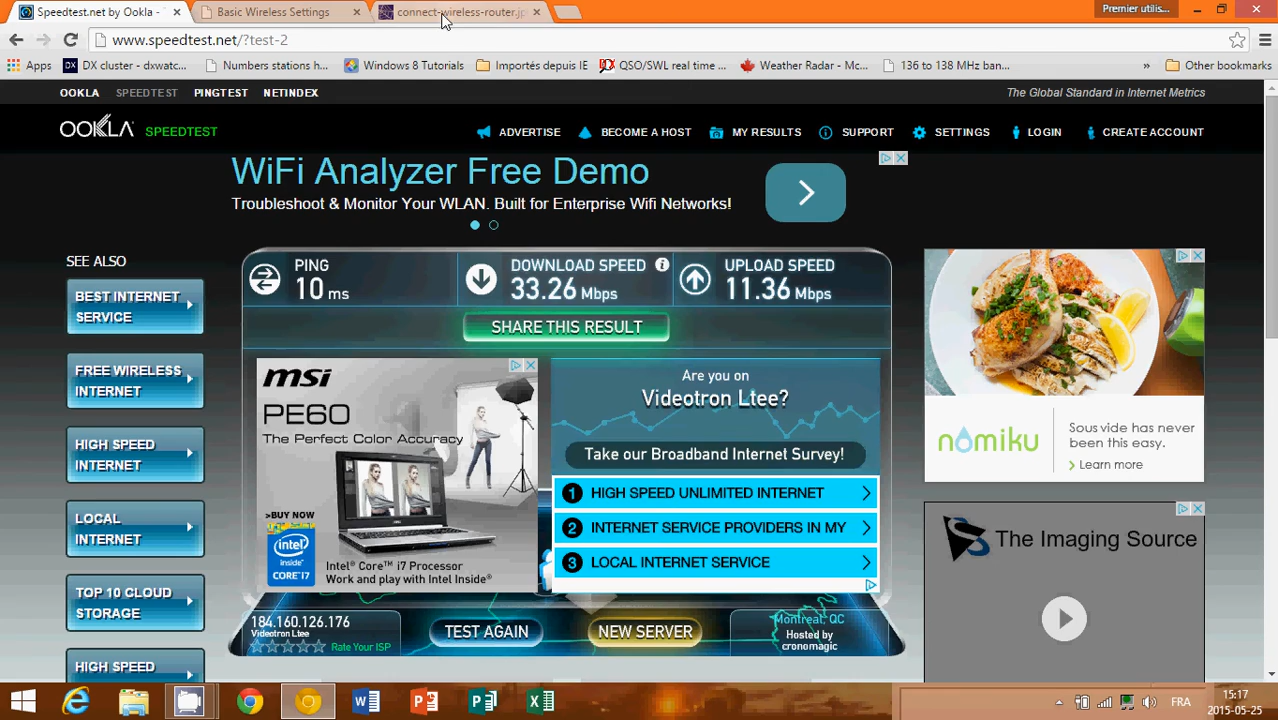 Speedtest.net by Ookla -
Basic Wireless Settings
connect-wireless-router.jp
Premier utilis...
www.speedtest.net/?test-2
Apps
DX cluster - dxwatc...
Numbers stations h...
Windows 8 Tutorials
Importés depuis IE
QSO/SWL real time ...
Weather Radar - Mc...
136 to 138 MHz ban...
»
Other bookmarks
OOKLA SPEEDTEST PINGTEST NETINDEX
The Global Standard in Internet Metrics
OOKLA SPEEDTEST
ADVERTISE BECOME A HOST MY RESULTS SUPPORT SETTINGS LOGIN CREATE ACCOUNT
WiFi Analyzer Free Demo
Troubleshoot & Monitor Your WLAN. Built for Enterprise Wifi Networks!
SEE ALSO
BEST INTERNET
SERVICE
FREE WIRELESS
INTERNET
HIGH SPEED
INTERNET
LOCAL
INTERNET
TOP 10 CLOUD
STORAGE
HIGH SPEED
PING
10 ms
DOWNLOAD SPEED
33.26 Mbps
UPLOAD SPEED
11.36 Mbps
SHARE THIS RESULT
msi
PE60
The Perfect Color Accuracy
>BUY NOW
intel
inside
CORE i7
Intel® Core™ i7 Processor
Work and play with Intel Inside®
Are you on
Videotron Ltee?
Take our Broadband Internet Survey!
1 HIGH SPEED UNLIMITED INTERNET
2 INTERNET SERVICE PROVIDERS IN MY
3 LOCAL INTERNET SERVICE
184.160.126.176
Videotron Ltee
Rate Your ISP
TEST AGAIN
NEW SERVER
Montreal, QC
Hosted by
cronomagic
nomiku
Sous vide has never
been this easy.
Learn more
The Imaging Source
FRA
15:17
2015-05-25